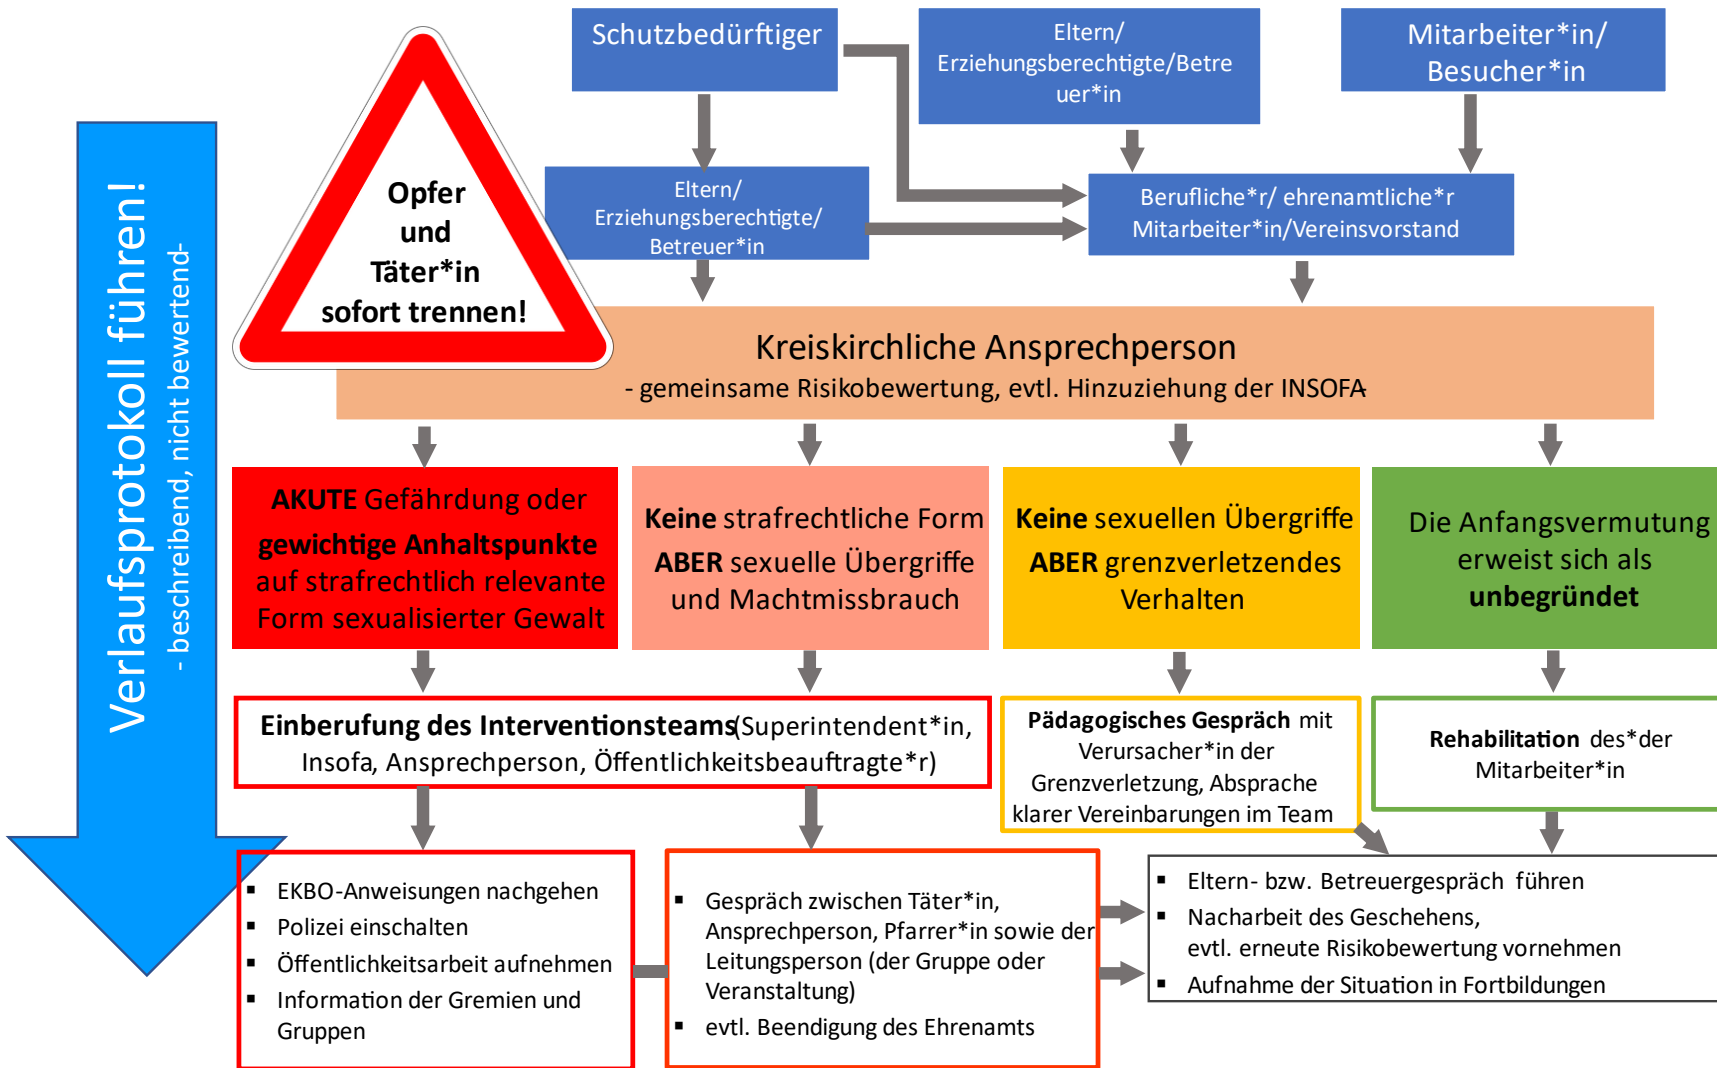 Schutzbedürftiger
Eltern/
Erziehungsberechtigte/Betre
uer*in
Mitarbeiter*in/
Besucher*in
Opfer
und
Täter*in
sofort trennen!
Verlaufsprotokoll führen!
- beschreibend, nicht bewertend-
Eltern/
Erziehungsberechtigte/
Betreuer*in
Berufliche*r/ ehrenamtliche*r
Mitarbeiter*in/Vereinsvorstand
Kreiskirchliche Ansprechperson
- gemeinsame Risikobewertung, evtl. Hinzuziehung der INSOFA-
AKUTE Gefährdung oder
gewichtige Anhaltspunkte
auf strafrechtlich relevante
Form sexualisierter Gewalt
Keine strafrechtliche Form
ABER sexuelle Übergriffe
und Machtmissbrauch
Keine sexuellen Übergriffe
ABER grenzverletzendes
Verhalten
Die Anfangsvermutung
erweist sich als
unbegründet
Einberufung des Interventionsteams(Superintendent*in,
Insofa, Ansprechperson, Öffentlichkeitsbeauftragte*r)
Pädagogisches Gespräch mit
Verursacher*in der
Grenzverletzung, Absprache
klarer Vereinbarungen im Team
Rehabilitation des*der
Mitarbeiter*in
▪ EKBO-Anweisungen nachgehen
▪ Polizei einschalten
▪ Öffentlichkeitsarbeit aufnehmen
▪ Information der Gremien und
Gruppen
▪ Gespräch zwischen Täter*in,
Ansprechperson, Pfarrer*in sowie der
Leitungsperson (der Gruppe oder
Veranstaltung)
▪ evtl. Beendigung des Ehrenamts
▪ Eltern- bzw. Betreuergespräch führen
▪ Nacharbeit des Geschehens,
evtl. erneute Risikobewertung vornehmen
▪ Aufnahme der Situation in Fortbildungen